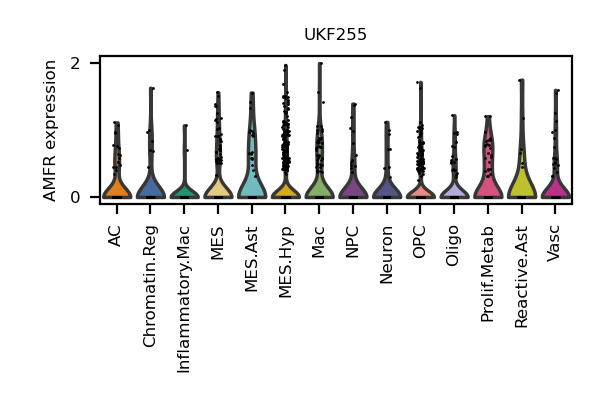 UKF255
AMFR expression
2
0
AC
Chromatin.Reg
Inflammatory.Mac
MES
MES.Ast
MES.Hyp
Mac
NPC
Neuron
OPC
Oligo
Prolif.Metab
Reactive.Ast
Vasc